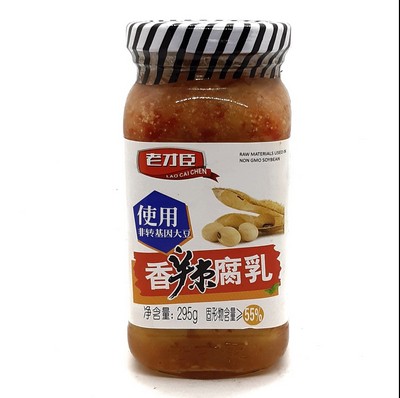 老才臣
LAO CAI CHEN
RAW MATERIALS USED
NON GMO SOYBEAN
使用
非转基因大豆
香辣腐乳
净含量：295g 固形物含量≥55%